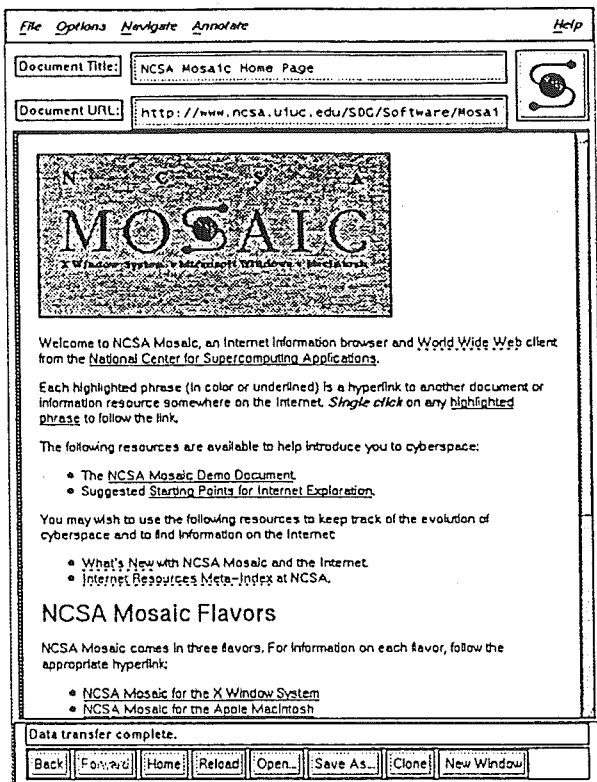 File Options Navigate Annotate Help
Document Title: NCSA Mosaic Home Page
Document URL: http://www.ncsa.uiuc.edu/SDG/Software/Mosai
N C S A
MOSAIC
X Window System • Microsoft Windows • Macintosh
Welcome to NCSA Mosaic, an Internet information browser and World Wide Web client
from the National Center for Supercomputing Applications.
Each highlighted phrase (in color or underlined) is a hyperlink to another document or
information resource somewhere on the Internet. Single click on any highlighted
phrase to follow the link.
The following resources are available to help introduce you to cyberspace:
• The NCSA Mosaic Demo Document.
• Suggested Starting Points for Internet Exploration.
You may wish to use the following resources to keep track of the evolution of
cyberspace and to find information on the Internet
• What's New with NCSA Mosaic and the Internet.
• Internet Resources Meta-Index at NCSA.
NCSA Mosaic Flavors
NCSA Mosaic comes in three flavors. For information on each flavor, follow the
appropriate hyperlink:
• NCSA Mosaic for the X Window System
• NCSA Mosaic for the Apple Macintosh
Data transfer complete.
Back Forward Home Reload Open... Save As... Clone New Window